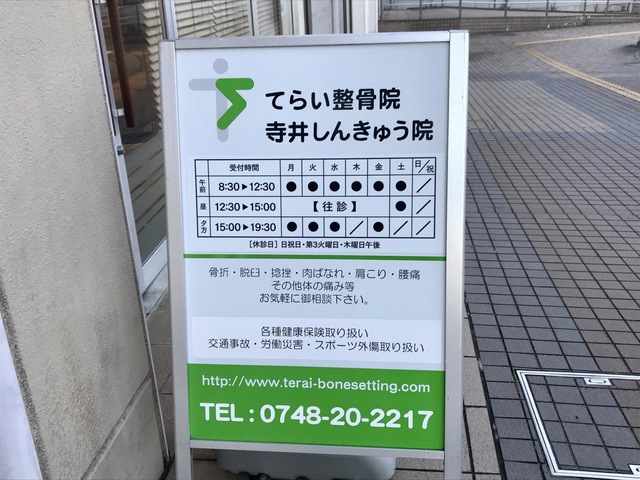 てらい整骨院
寺井しんきゅう院
受付時間 月 火 水 木 金 土 日/祝
午前 8:30▶12:30 ● ● ● ● ● ● ／
昼 12:30▶15:00 【往診】 ● ／
夕方 15:00▶19:30 ● ● ● ／ ● ／ ／
[休診日] 日祝日・第3火曜日・木曜日午後
骨折・脱臼・捻挫・肉ばなれ・肩こり・腰痛
その他体の痛み等
お気軽に御相談下さい。
各種健康保険取り扱い
交通事故・労働災害・スポーツ外傷取り扱い
http://www.terai-bonesetting.com
TEL : 0748-20-2217